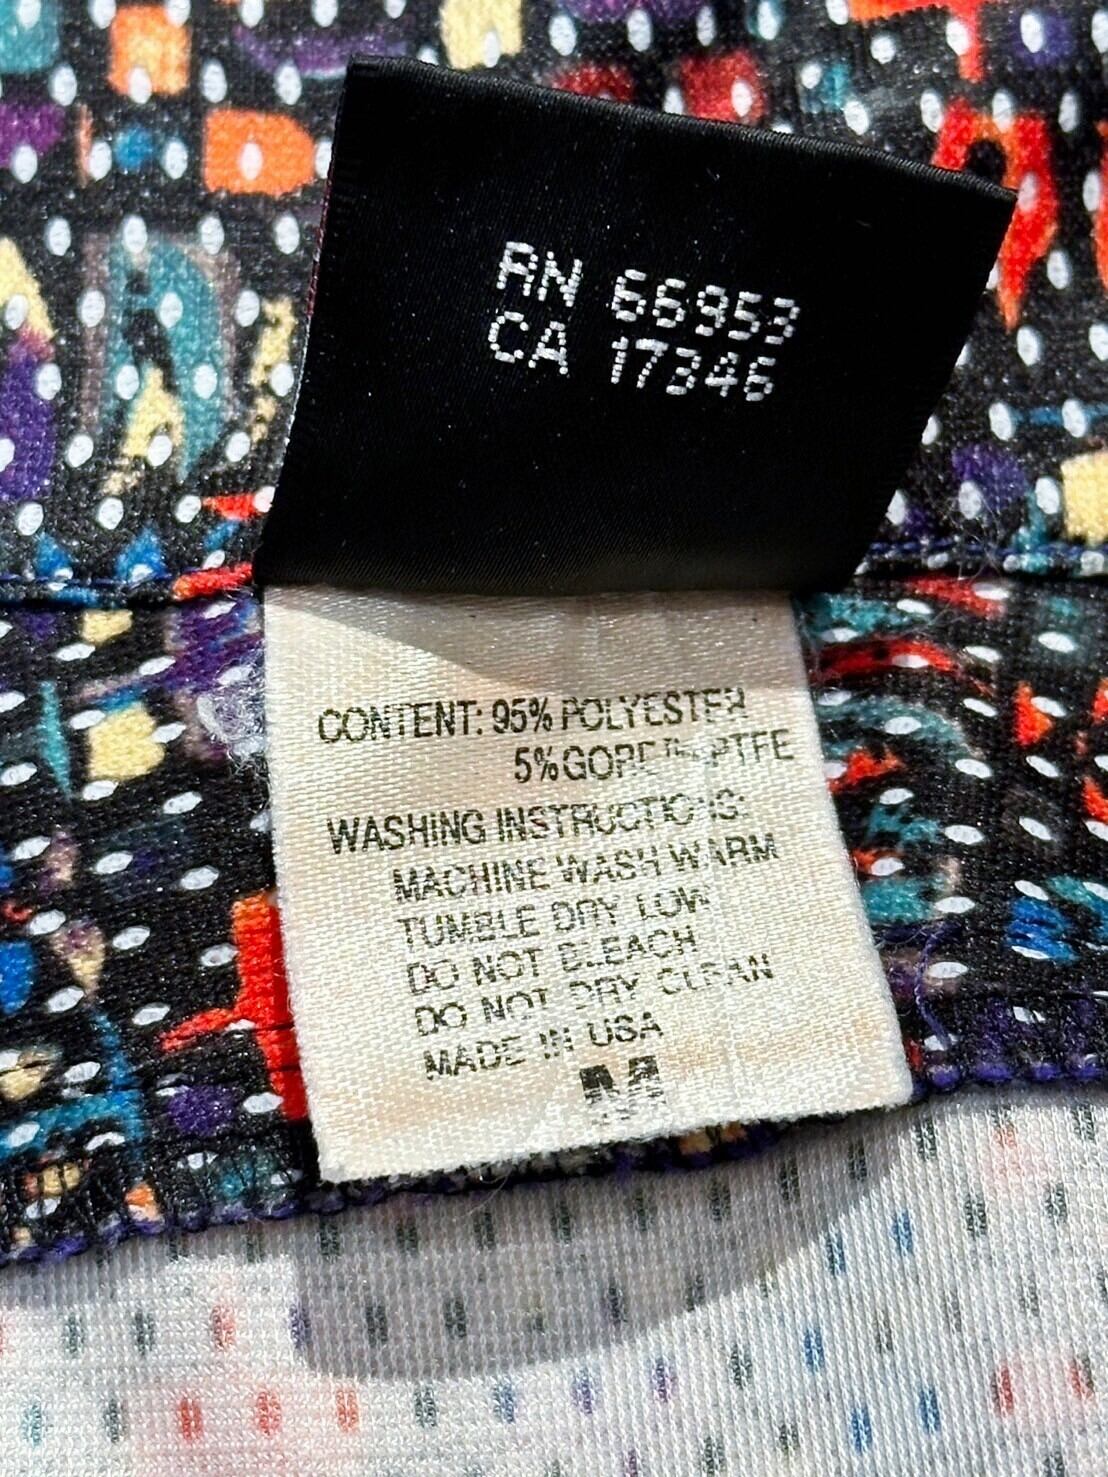 RN 66953
CA 17346
CONTENT: 95% POLYESTER
5% GORE™ PTFE
WASHING INSTRUCTIONS:
MACHINE WASH WARM
TUMBLE DRY LOW
DO NOT BLEACH
DO NOT DRY CLEAN
MADE IN USA
M